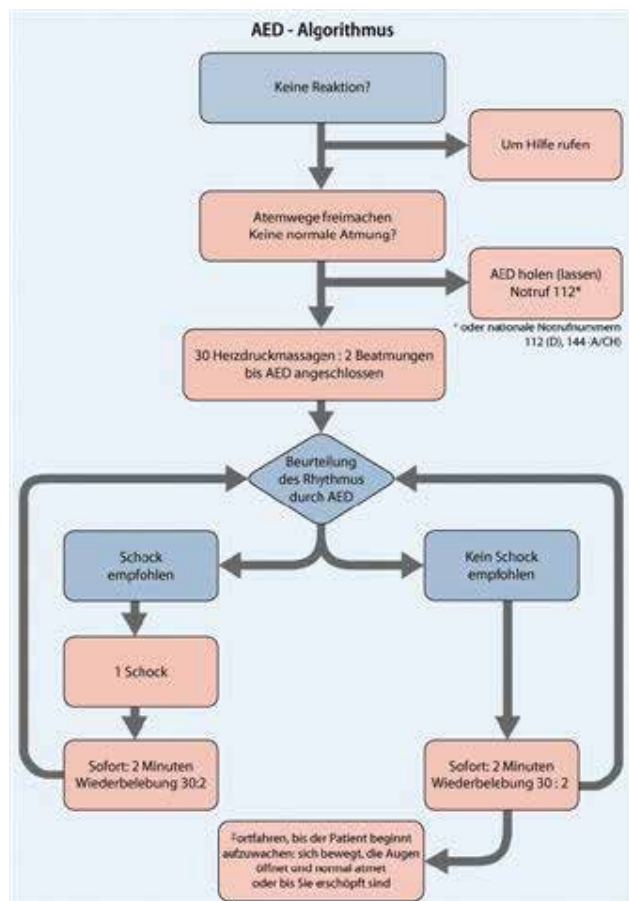 AED - Algorithmus
Keine Reaktion?
Um Hilfe rufen
Atemwege freimachen
Keine normale Atmung?
AED holen (lassen)
Notruf 112*
* oder nationale Notrufnummern
112 (D), 144 (A/CH)
30 Herzdruckmassagen : 2 Beatmungen
bis AED angeschlossen
Beurteilung
des Rhythmus
durch AED
Schock
empfohlen
Kein Schock
empfohlen
1 Schock
Sofort: 2 Minuten
Wiederbelebung 30:2
Sofort: 2 Minuten
Wiederbelebung 30 : 2
Fortfahren, bis der Patient beginnt
aufzuwachen: sich bewegt, die Augen
öffnet und normal atmet
oder bis Sie erschöpft sind